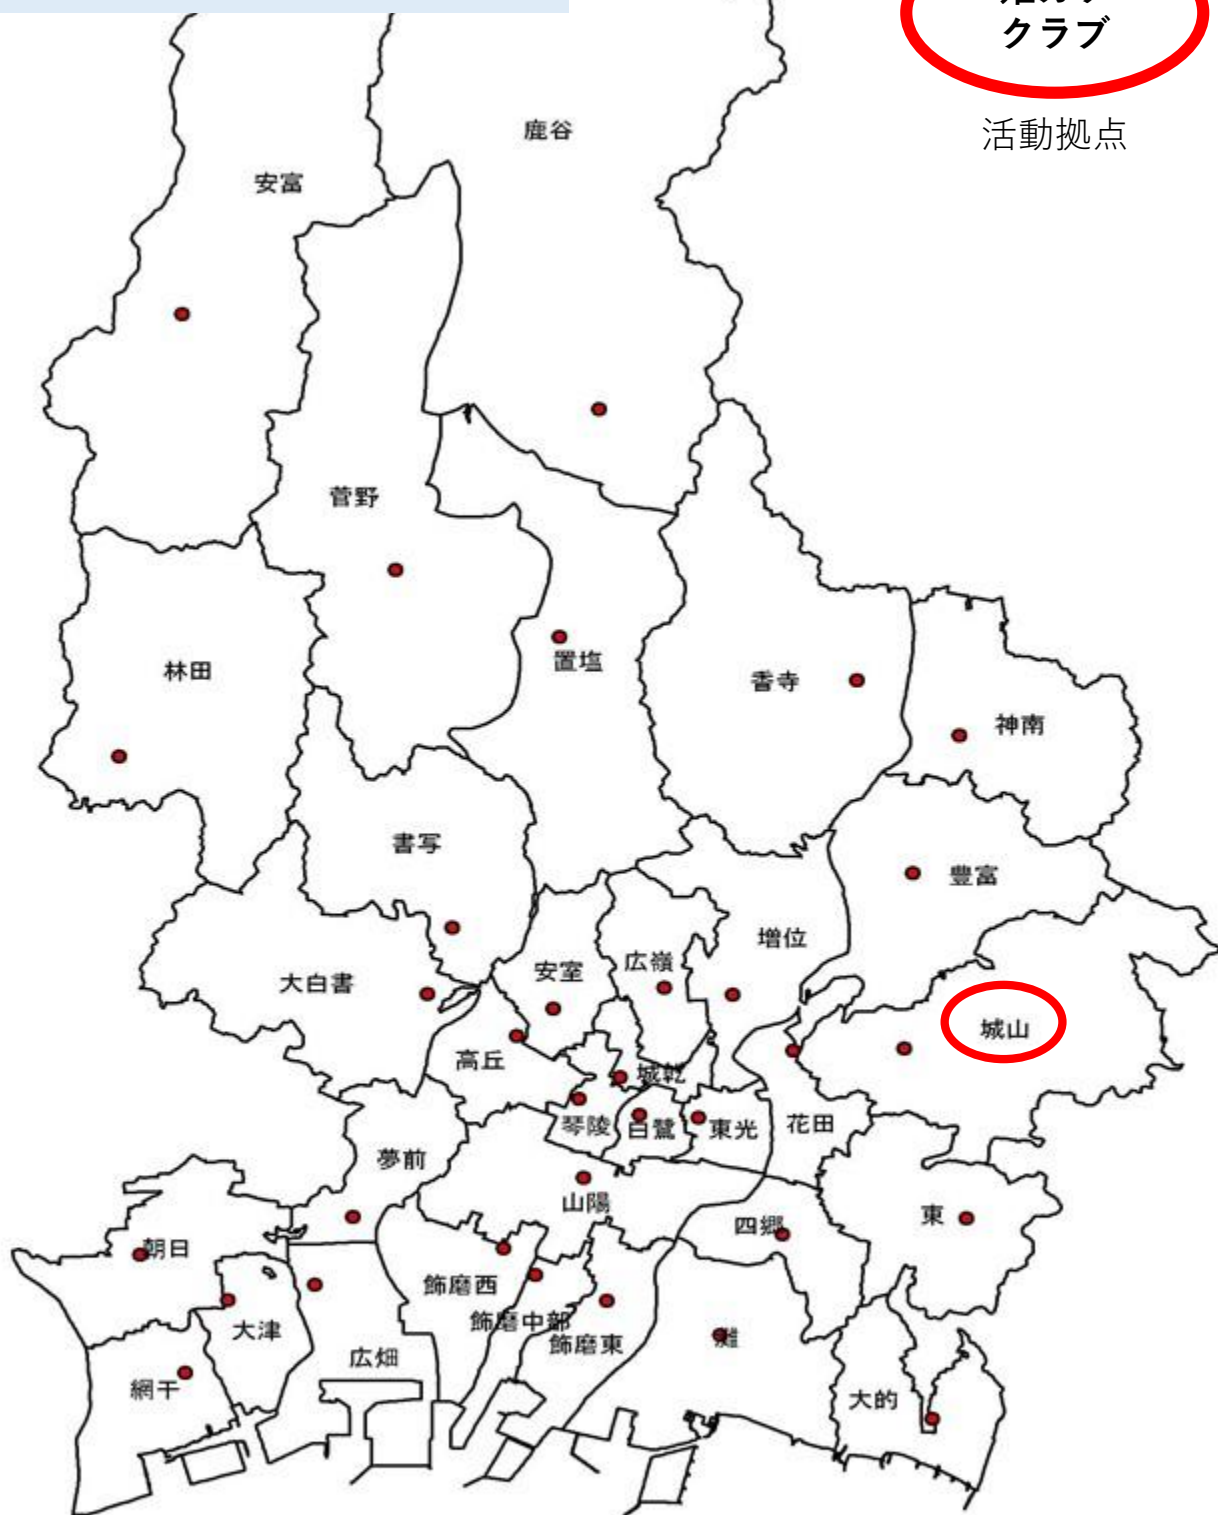 クラブ
活動拠点
鹿谷
安富
菅野
置塩
林田
香寺
神南
書写
豊富
増位
広嶺
安室
大白書
城山
高丘
城乾
琴陵
白鷺
東光
花田
夢前
山陽
四郷
東
朝日
飾磨西
飾磨中部
飾磨東
大津
灘
広畑
網干
大的